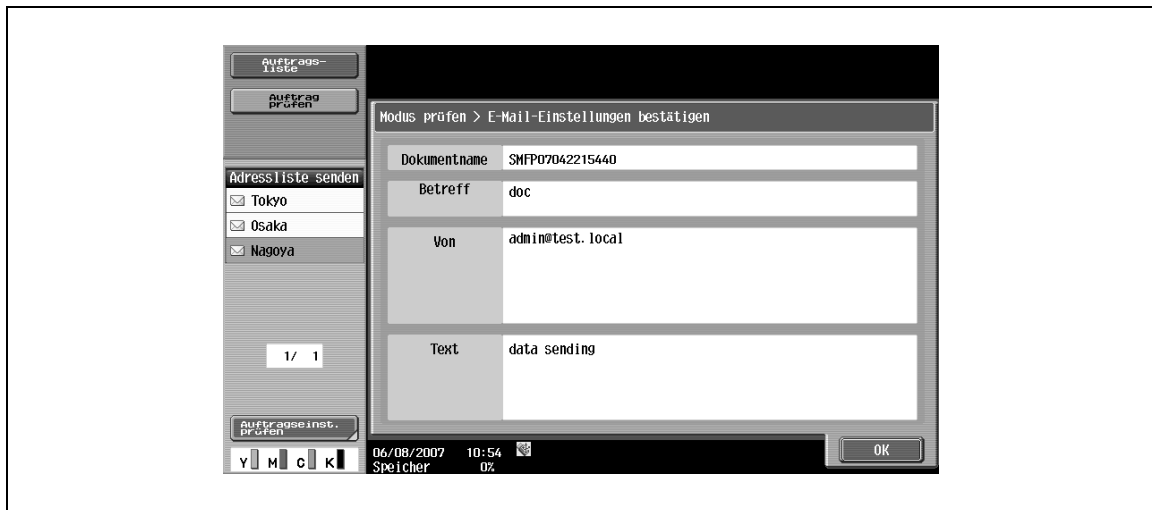 Auftrags-
liste
Auftrag
prüfen
Adressliste senden
Tokyo
Osaka
Nagoya
1/ 1
Auftragseinst.
prüfen
Y M C K
Modus prüfen > E-Mail-Einstellungen bestätigen
Dokumentname SMFP07042215440
Betreff doc
Von admin@test.local
Text data sending
06/08/2007 10:54
Speicher 0%
OK